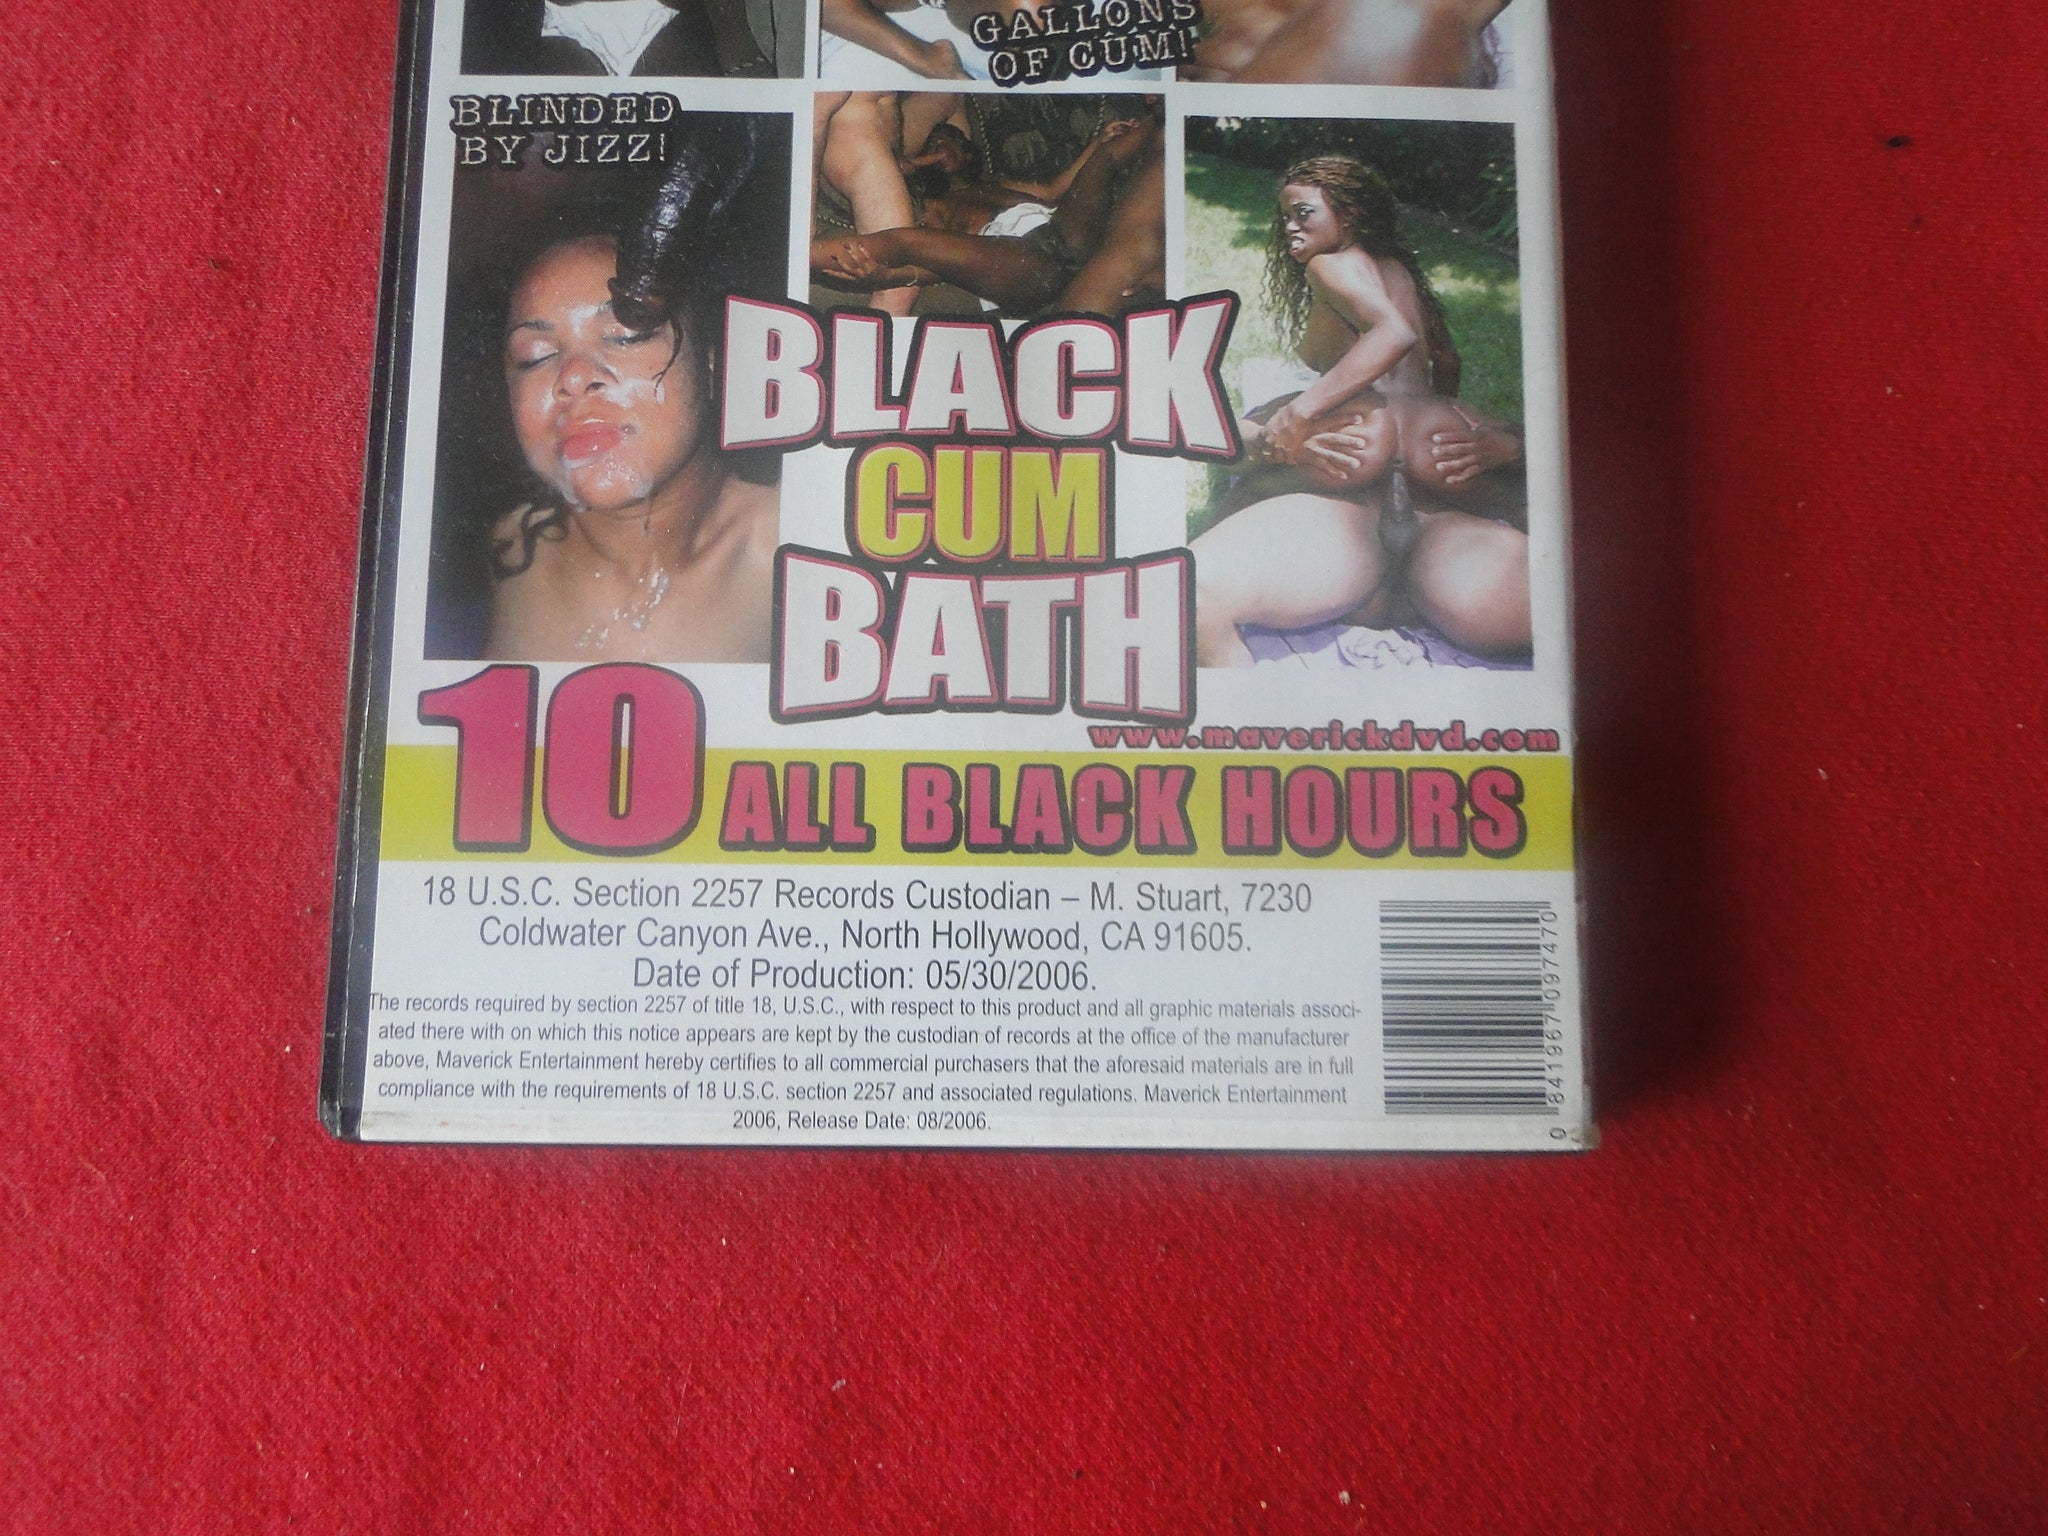 GALLONS
OF CUM!
BLINDED
BY JIZZ!
BLACK
CUM
BATH
www.maverickdvd.com
10 ALL BLACK HOURS
18 U.S.C. Section 2257 Records Custodian – M. Stuart, 7230
Coldwater Canyon Ave., North Hollywood, CA 91605.
Date of Production: 05/30/2006.
The records required by section 2257 of title 18, U.S.C., with respect to this product and all graphic materials associ-
ated there with on which this notice appears are kept by the custodian of records at the office of the manufacturer
above, Maverick Entertainment hereby certifies to all commercial purchasers that the aforesaid materials are in full
compliance with the requirements of 18 U.S.C. section 2257 and associated regulations. Maverick Entertainment
2006, Release Date: 08/2006.
0 841967 097470